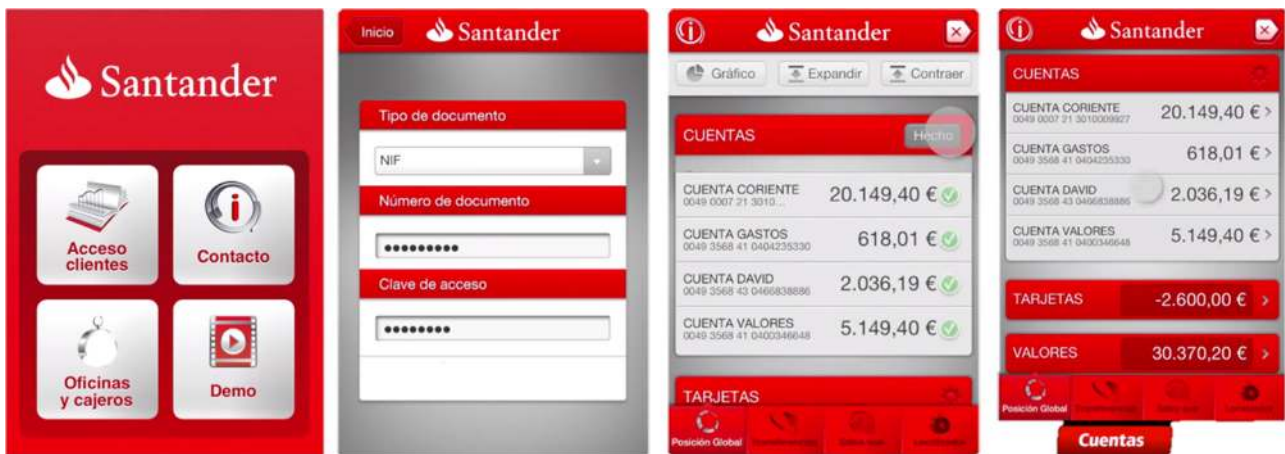 Santander
Acceso
clientes
Contacto
Oficinas
y cajeros
Demo
Inicio
Santander
Tipo de documento
NIF
Número de documento
•••••••••
Clave de acceso
••••••••
Santander
Gráfico
Expandir
Contraer
CUENTAS
Hecho
CUENTA CORIENTE
0049 0007 21 3010...
20.149,40 €
CUENTA GASTOS
0049 3568 41 0404235330
618,01 €
CUENTA DAVID
0049 3568 43 0466838886
2.036,19 €
CUENTA VALORES
0049 3568 41 0400346648
5.149,40 €
TARJETAS
Posición Global
Santander
CUENTAS
CUENTA CORIENTE
0049 0007 21 3010009927
20.149,40 €
CUENTA GASTOS
0049 3568 41 0404235330
618,01 €
CUENTA DAVID
0049 3568 43 0466838886
2.036,19 €
CUENTA VALORES
0049 3568 41 0400346648
5.149,40 €
TARJETAS
-2.600,00 €
VALORES
30.370,20 €
Posición Global
Cuentas